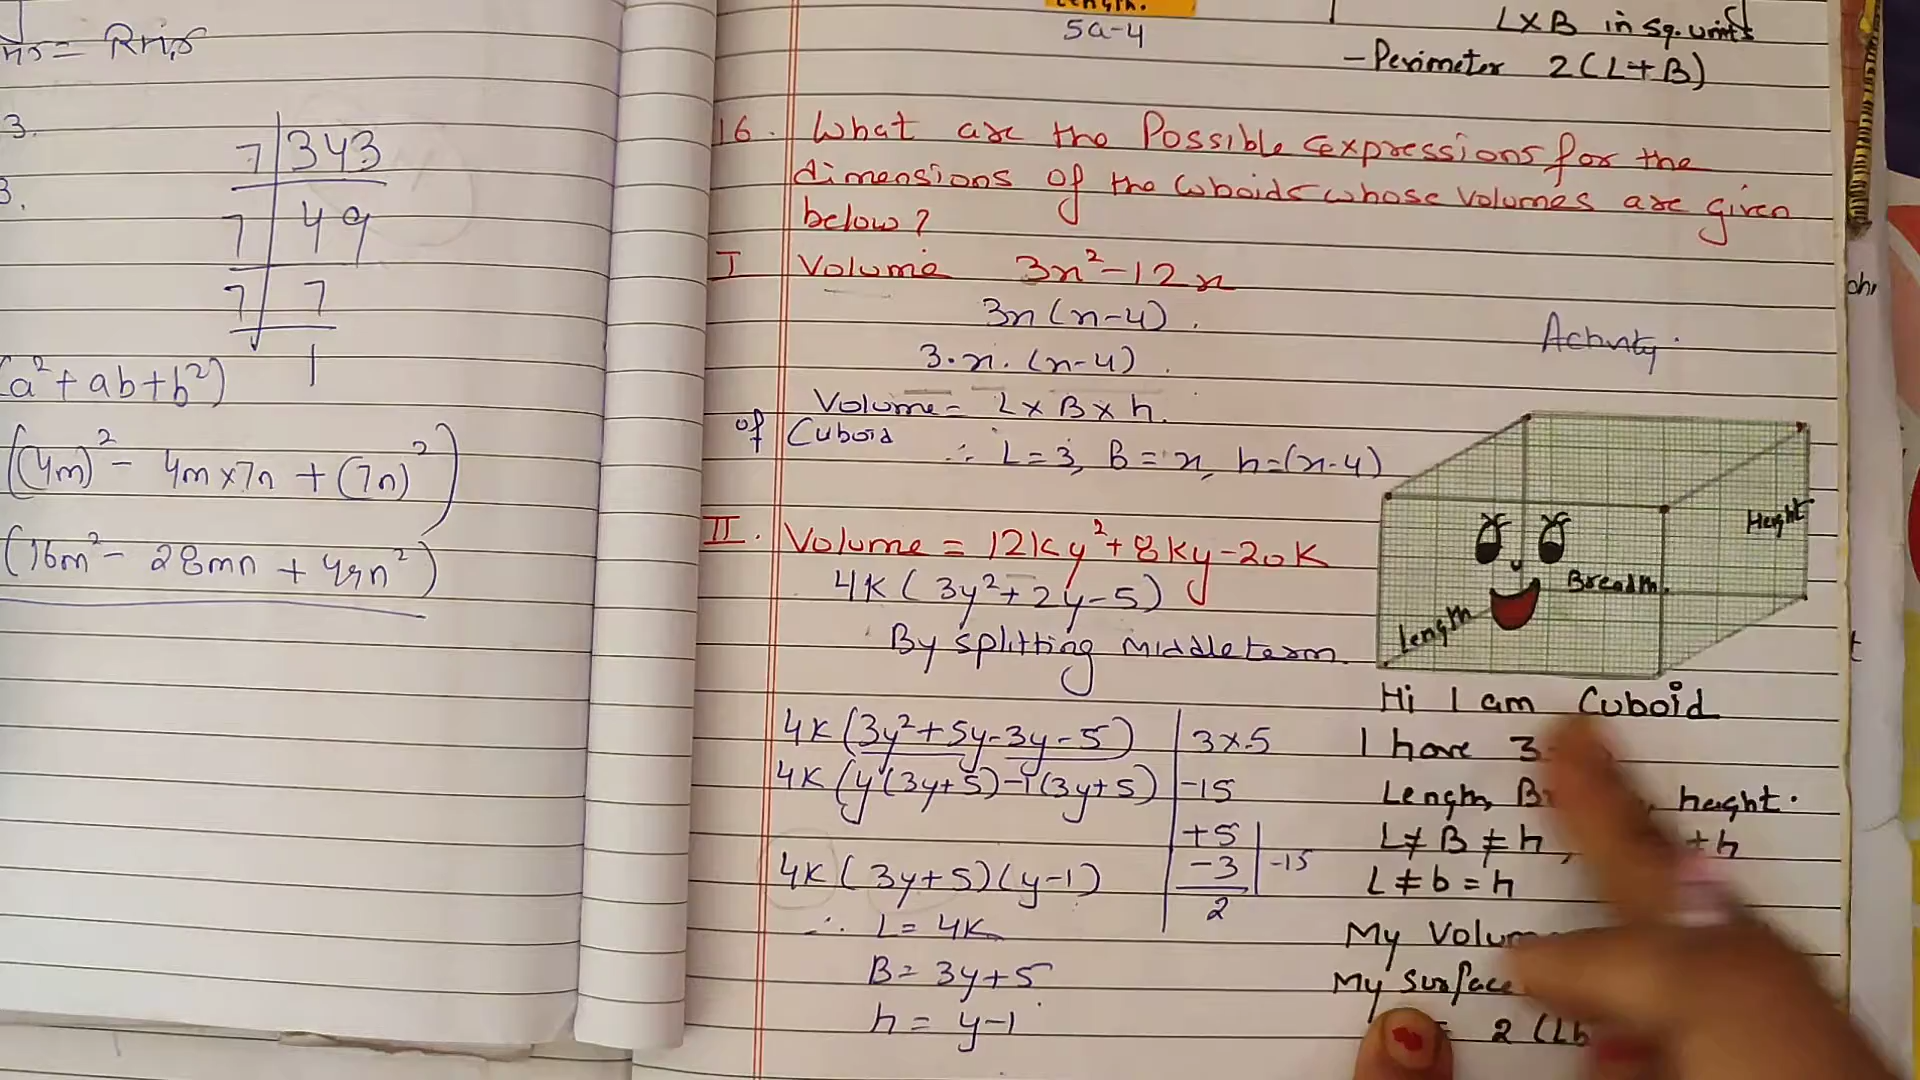 = Rris
3.
7 | 343
3.
7 | 49
7 | 7
1
(a²+ab+b²)
((4m)² - 4m×7n + (7n)²)
(16m² - 28mn + 49n²)
Length.
5a-4
L×B in sq. units
- Perimeter 2(L+B)
16. What are the Possible expressions for the
dimensions of the cuboids whose volumes are given
below?
I Volume 3x²-12x
3x(x-4).
3.x.(x-4).
Volume = L×B×h.
of Cuboid
∴ L=3, B=x, h=(x-4)
II. Volume = 12ky²+8ky-20k
4k(3y²+2y-5)
By splitting middle term.
4k(3y²+5y-3y-5) | 3×5
4k(y(3y+5)-1(3y+5) | -15
+5
4k(3y+5)(y-1) | -3 | -15
2
∴ L = 4k
B = 3y+5
h = y-1
Activity.
Height
Breadth.
Length
Hi I am Cuboid
I have 3
Length, height.
L≠B≠h,
L≠b=h
My
My surface
2(Lb